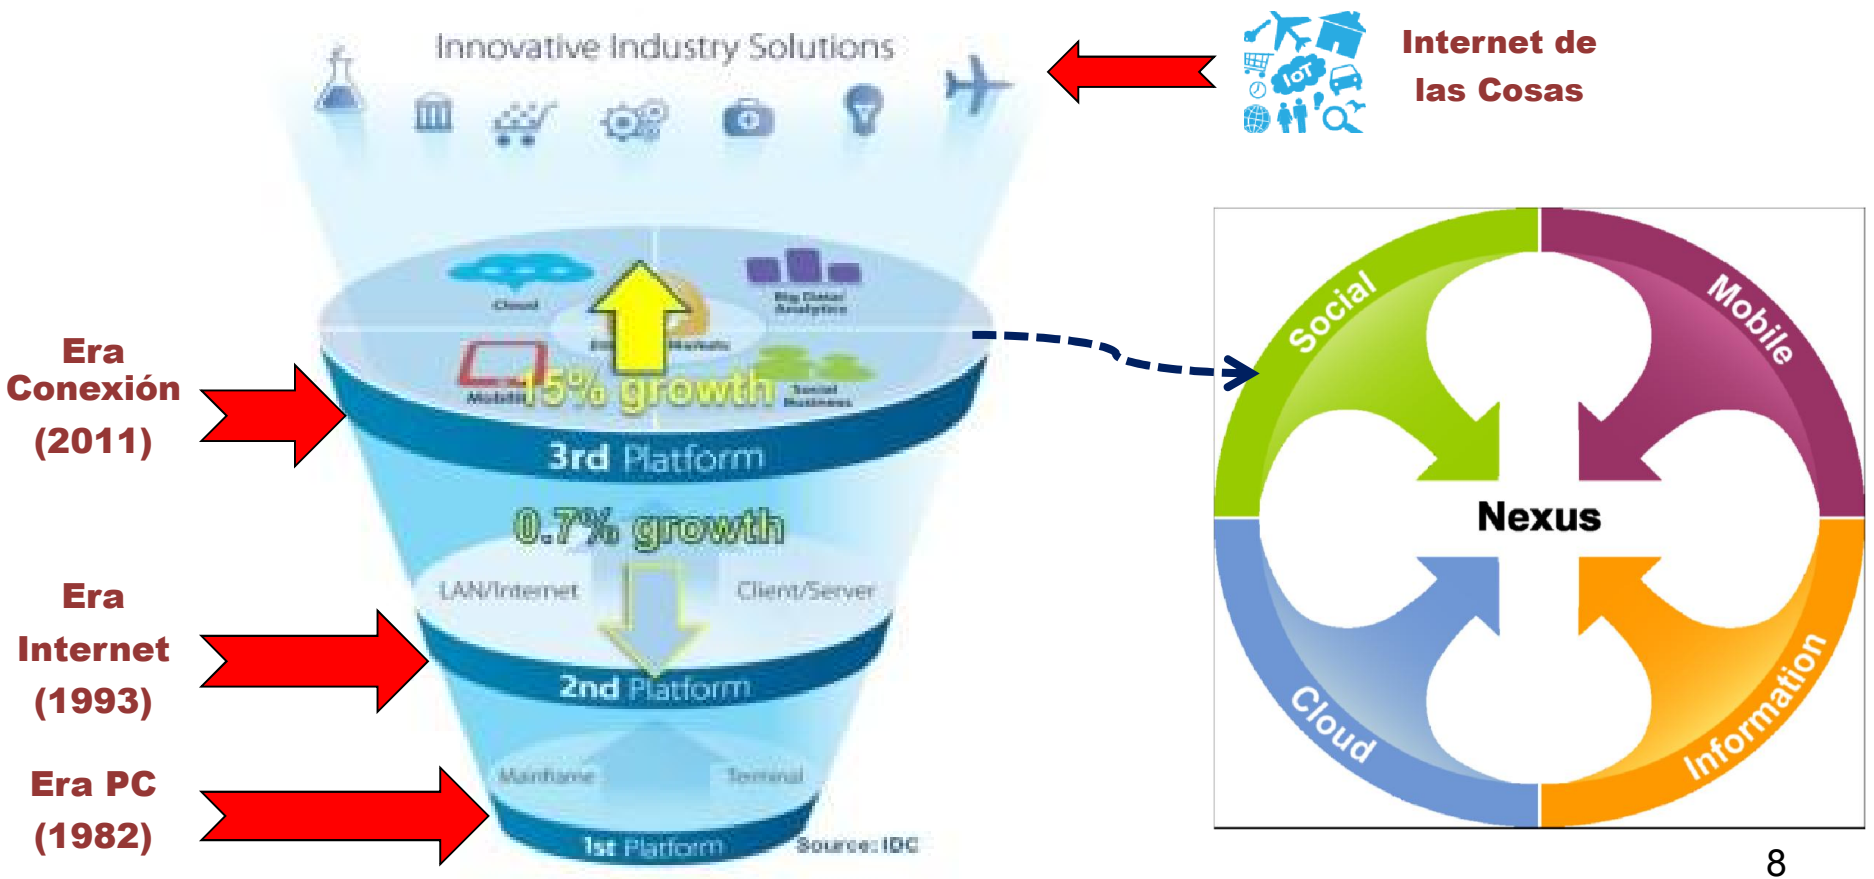 Innovative Industry Solutions
IoT
Internet de
las Cosas
Cloud
Big Data/
Analytics
Markets
15% growth
Social
Business
Era
Conexión
(2011)
3rd Platform
0.7% growth
LAN/Internet
Client/Server
Era
Internet
(1993)
2nd Platform
Mainframe
Terminal
Era PC
(1982)
1st Platform
Source: IDC
Social
Mobile
Nexus
Cloud
Information
8